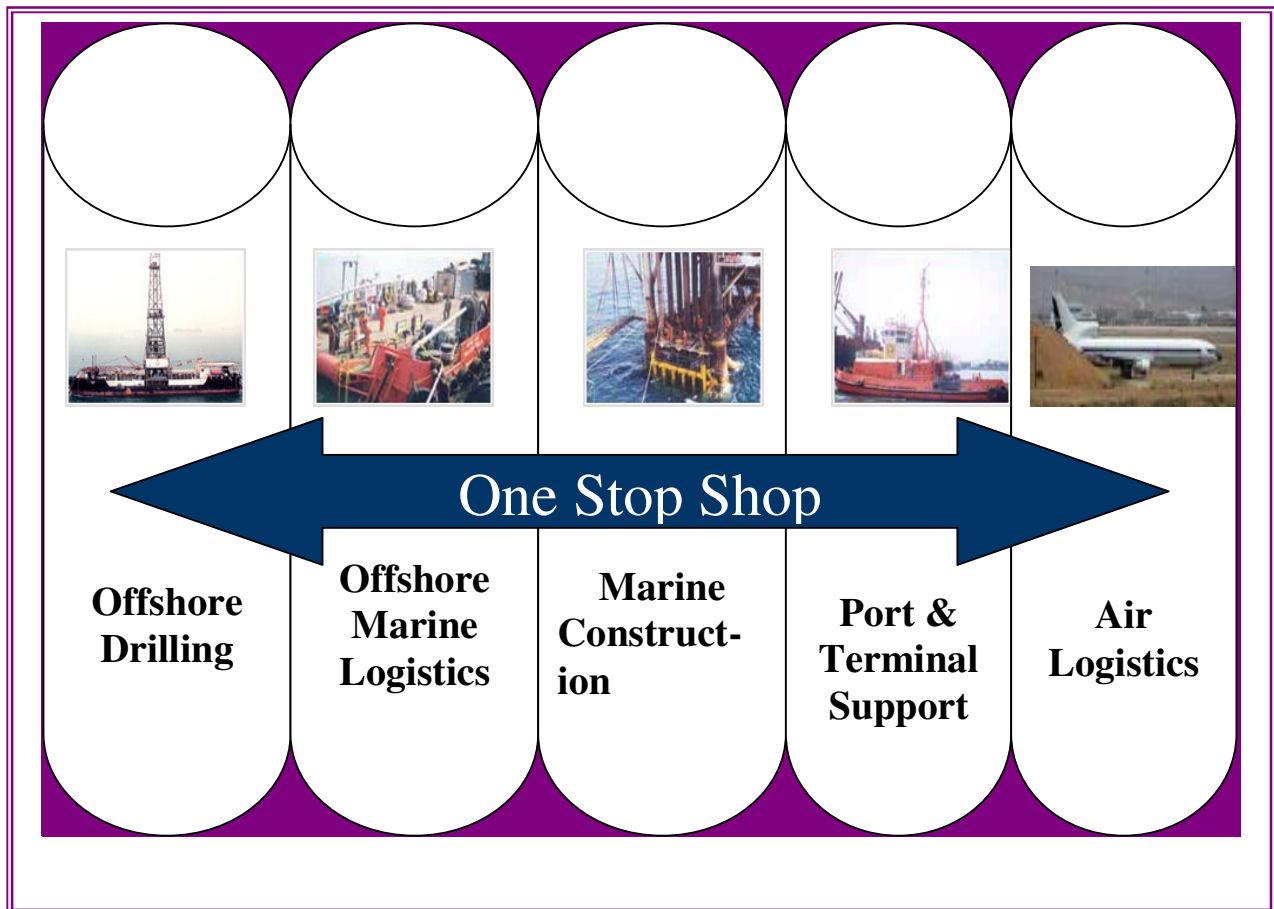 One Stop Shop
Offshore
Drilling
Offshore
Marine
Logistics
Marine
Construct-
ion
Port &
Terminal
Support
Air
Logistics